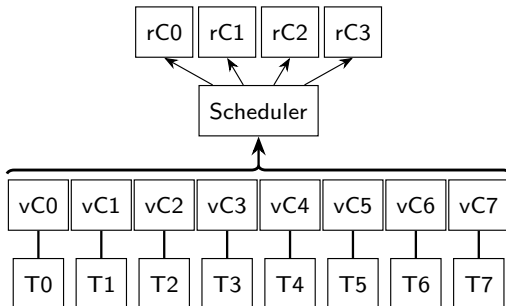 rC0 rC1 rC2 rC3
Scheduler
vC0 vC1 vC2 vC3 vC4 vC5 vC6 vC7
T0 T1 T2 T3 T4 T5 T6 T7